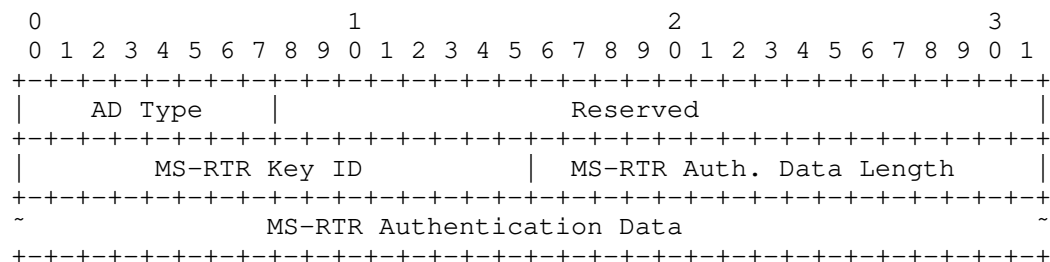 0                   1                   2                   3
 0 1 2 3 4 5 6 7 8 9 0 1 2 3 4 5 6 7 8 9 0 1 2 3 4 5 6 7 8 9 0 1
+-+-+-+-+-+-+-+-+-+-+-+-+-+-+-+-+-+-+-+-+-+-+-+-+-+-+-+-+-+-+-+-+
|    AD Type    |                  Reserved                     |
+-+-+-+-+-+-+-+-+-+-+-+-+-+-+-+-+-+-+-+-+-+-+-+-+-+-+-+-+-+-+-+-+
|        MS-RTR Key ID          |  MS-RTR Auth. Data Length     |
+-+-+-+-+-+-+-+-+-+-+-+-+-+-+-+-+-+-+-+-+-+-+-+-+-+-+-+-+-+-+-+-+
~               MS-RTR Authentication Data                      ~
+-+-+-+-+-+-+-+-+-+-+-+-+-+-+-+-+-+-+-+-+-+-+-+-+-+-+-+-+-+-+-+-+